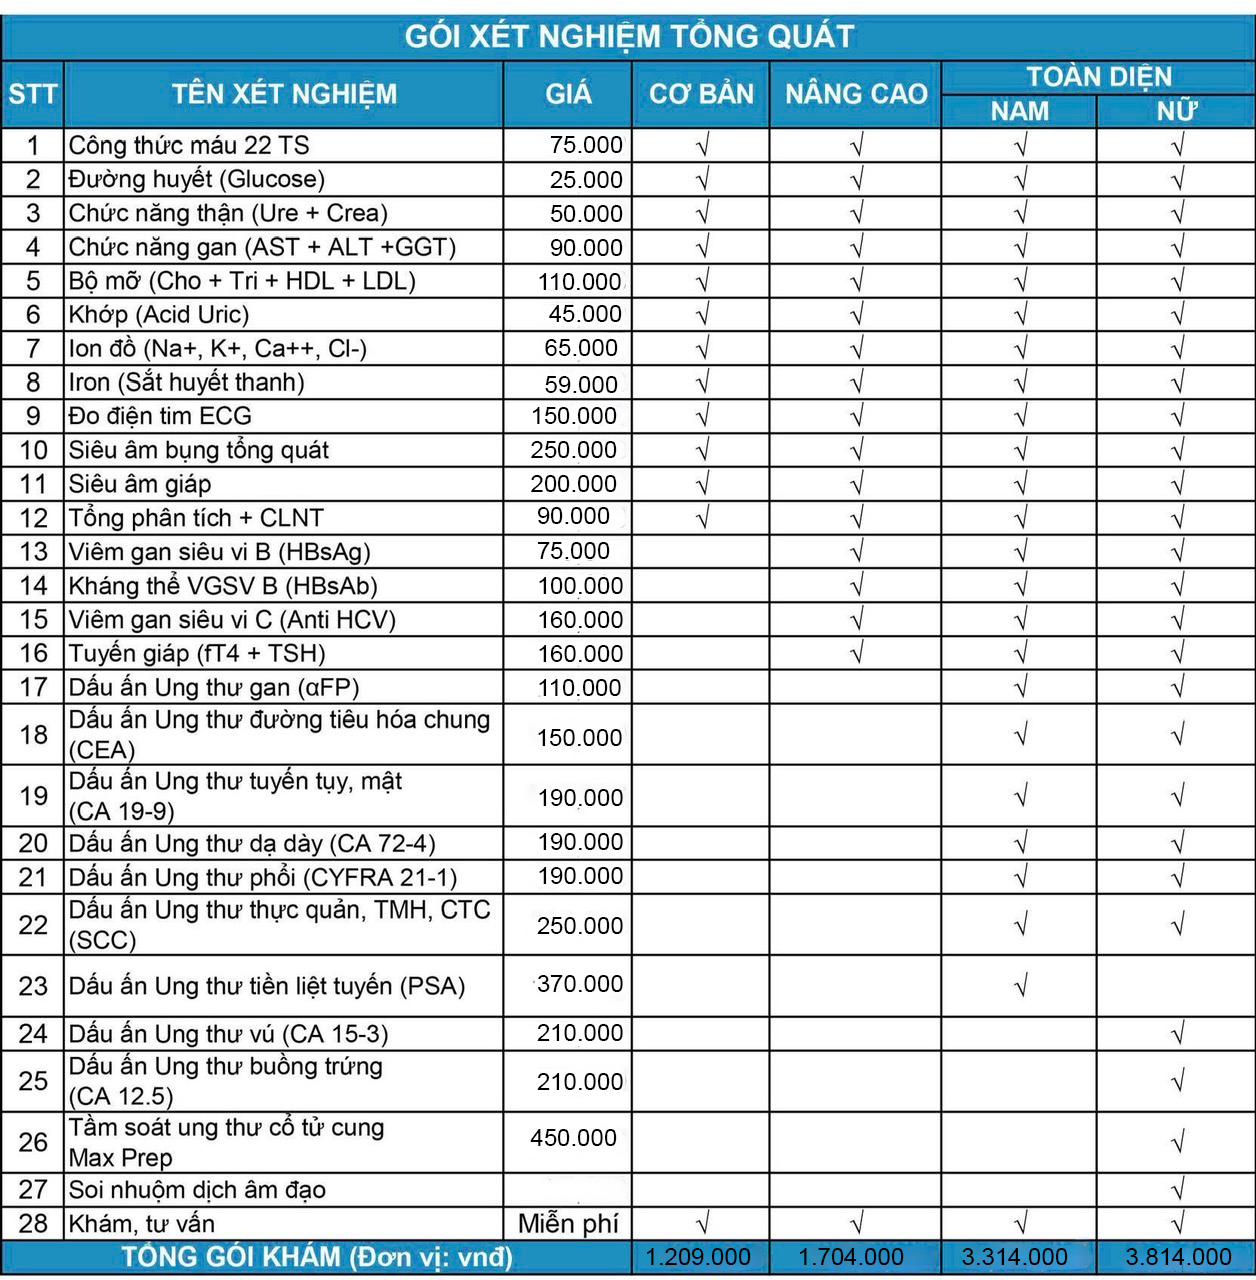 GÓI XÉT NGHIỆM TỔNG QUÁT
STT TÊN XÉT NGHIỆM GIÁ CƠ BẢN NÂNG CAO TOÀN DIỆN
NAM NỮ
1 Công thức máu 22 TS 75.000 √ √ √ √
2 Đường huyết (Glucose) 25.000 √ √ √ √
3 Chức năng thận (Ure + Crea) 50.000 √ √ √ √
4 Chức năng gan (AST + ALT +GGT) 90.000 √ √ √ √
5 Bộ mỡ (Cho + Tri + HDL + LDL) 110.000 √ √ √ √
6 Khớp (Acid Uric) 45.000 √ √ √ √
7 Ion đồ (Na+, K+, Ca++, Cl-) 65.000 √ √ √ √
8 Iron (Sắt huyết thanh) 59.000 √ √ √ √
9 Đo điện tim ECG 150.000 √ √ √ √
10 Siêu âm bụng tổng quát 250.000 √ √ √ √
11 Siêu âm giáp 200.000 √ √ √ √
12 Tổng phân tích + CLNT 90.000 √ √ √ √
13 Viêm gan siêu vi B (HBsAg) 75.000 √ √ √
14 Kháng thể VGSV B (HBsAb) 100.000 √ √ √
15 Viêm gan siêu vi C (Anti HCV) 160.000 √ √ √
16 Tuyến giáp (fT4 + TSH) 160.000 √ √ √
17 Dấu ấn Ung thư gan (αFP) 110.000 √ √
18 Dấu ấn Ung thư đường tiêu hóa chung
(CEA) 150.000 √ √
19 Dấu ấn Ung thư tuyến tụy, mật
(CA 19-9) 190.000 √ √
20 Dấu ấn Ung thư dạ dày (CA 72-4) 190.000 √ √
21 Dấu ấn Ung thư phổi (CYFRA 21-1) 190.000 √ √
22 Dấu ấn Ung thư thực quản, TMH, CTC
(SCC) 250.000 √ √
23 Dấu ấn Ung thư tiền liệt tuyến (PSA) 370.000 √
24 Dấu ấn Ung thư vú (CA 15-3) 210.000 √
25 Dấu ấn Ung thư buồng trứng
(CA 12.5) 210.000 √
26 Tầm soát ung thư cổ tử cung
Max Prep 450.000 √
27 Soi nhuộm dịch âm đạo √
28 Khám, tư vấn Miễn phí √ √ √ √
TỔNG GÓI KHÁM (Đơn vị: vnđ) 1.209.000 1.704.000 3.314.000 3.814.000